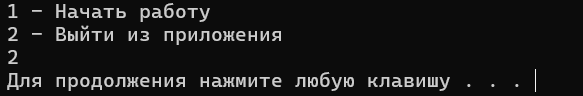 1 – Начать работу
2 – Выйти из приложения
2
Для продолжения нажмите любую клавишу . . .